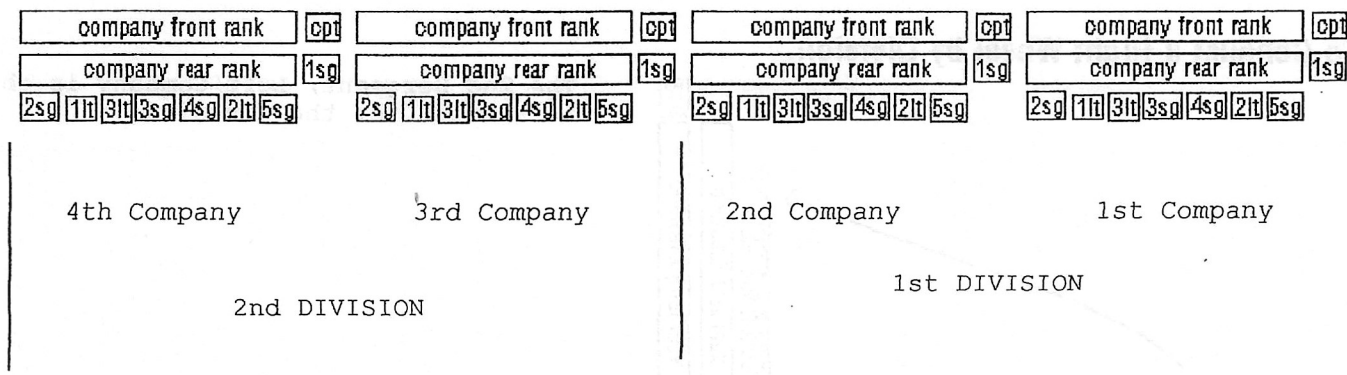 company front rank cpt company front rank cpt company front rank cpt company front rank cpt
company rear rank 1sg company rear rank 1sg company rear rank 1sg company rear rank 1sg
2sg 1lt 3lt 3sg 4sg 2lt 5sg 2sg 1lt 3lt 3sg 4sg 2lt 5sg 2sg 1lt 3lt 3sg 4sg 2lt 5sg 2sg 1lt 3lt 3sg 4sg 2lt 5sg
4th Company 3rd Company 2nd Company 1st Company
1st DIVISION
2nd DIVISION